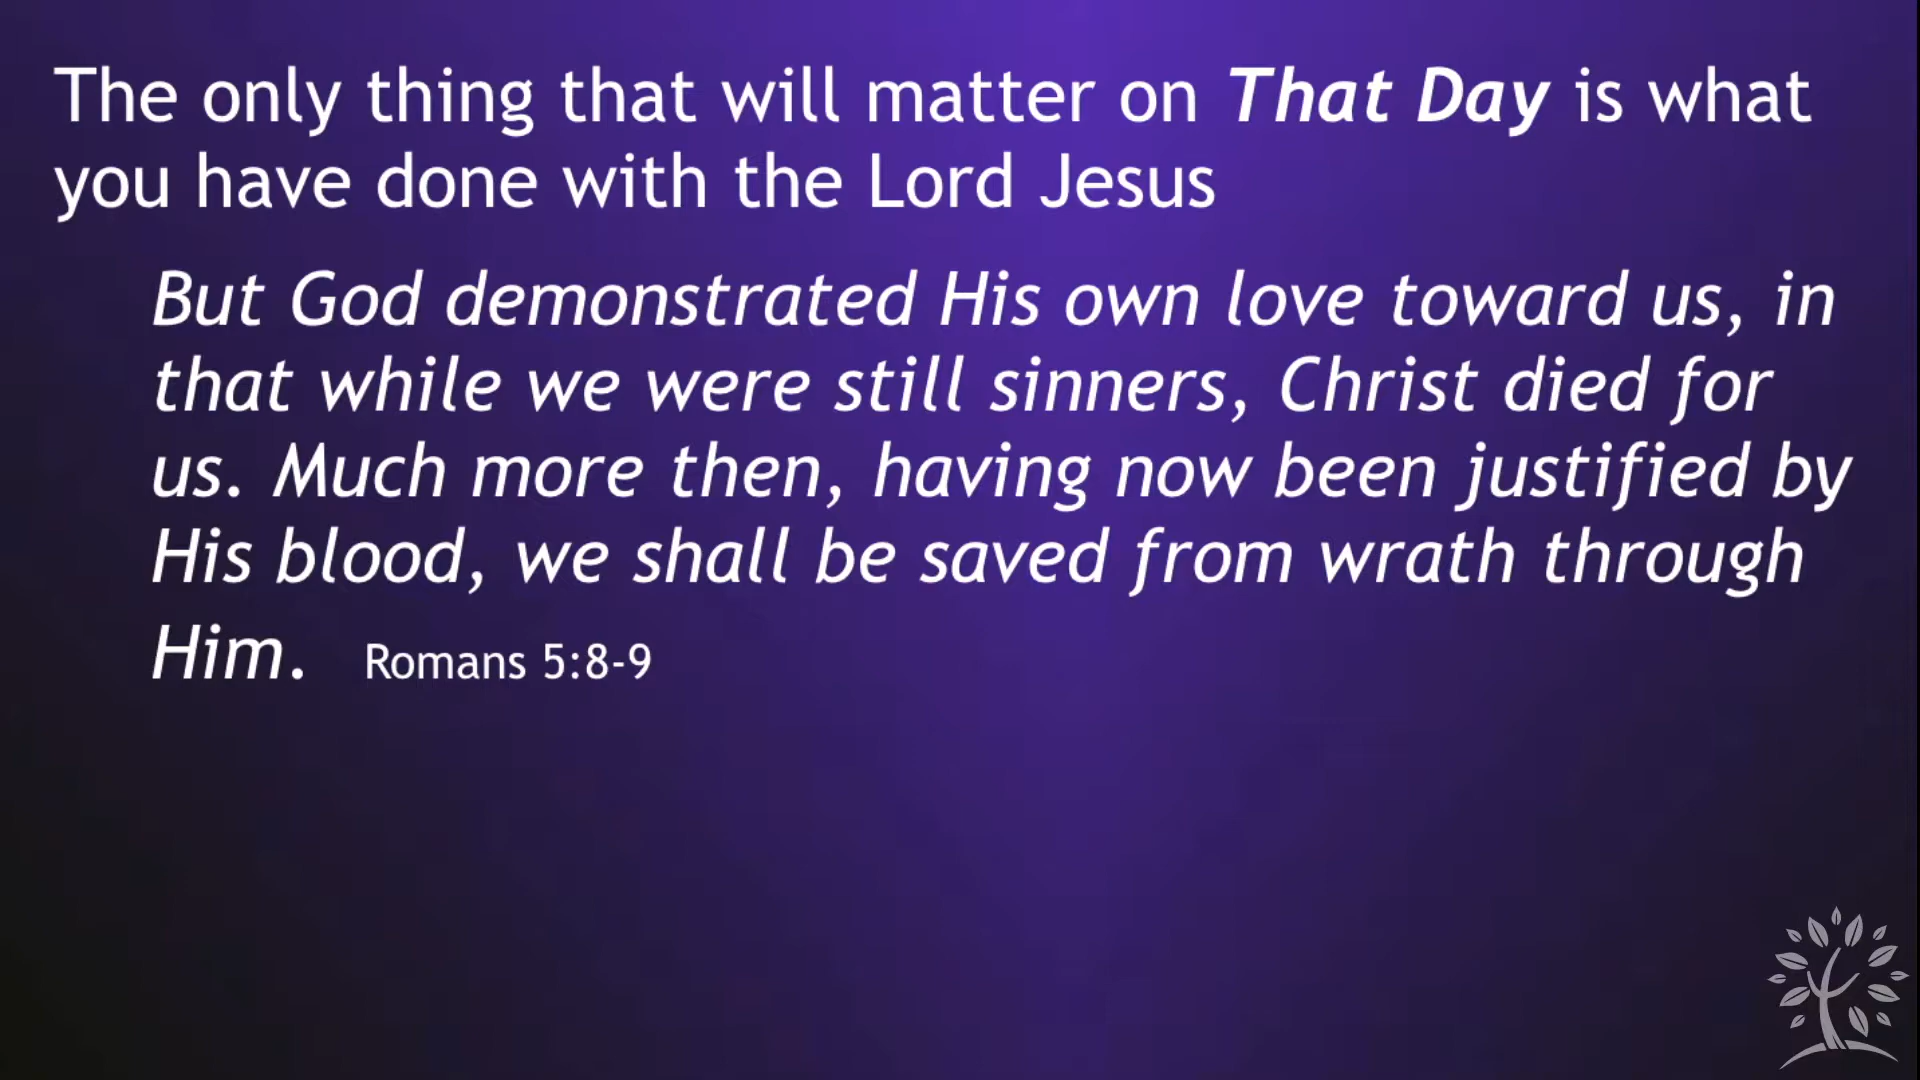 The only thing that will matter on That Day is what
you have done with the Lord Jesus
But God demonstrated His own love toward us, in
that while we were still sinners, Christ died for
us. Much more then, having now been justified by
His blood, we shall be saved from wrath through
Him. Romans 5:8-9